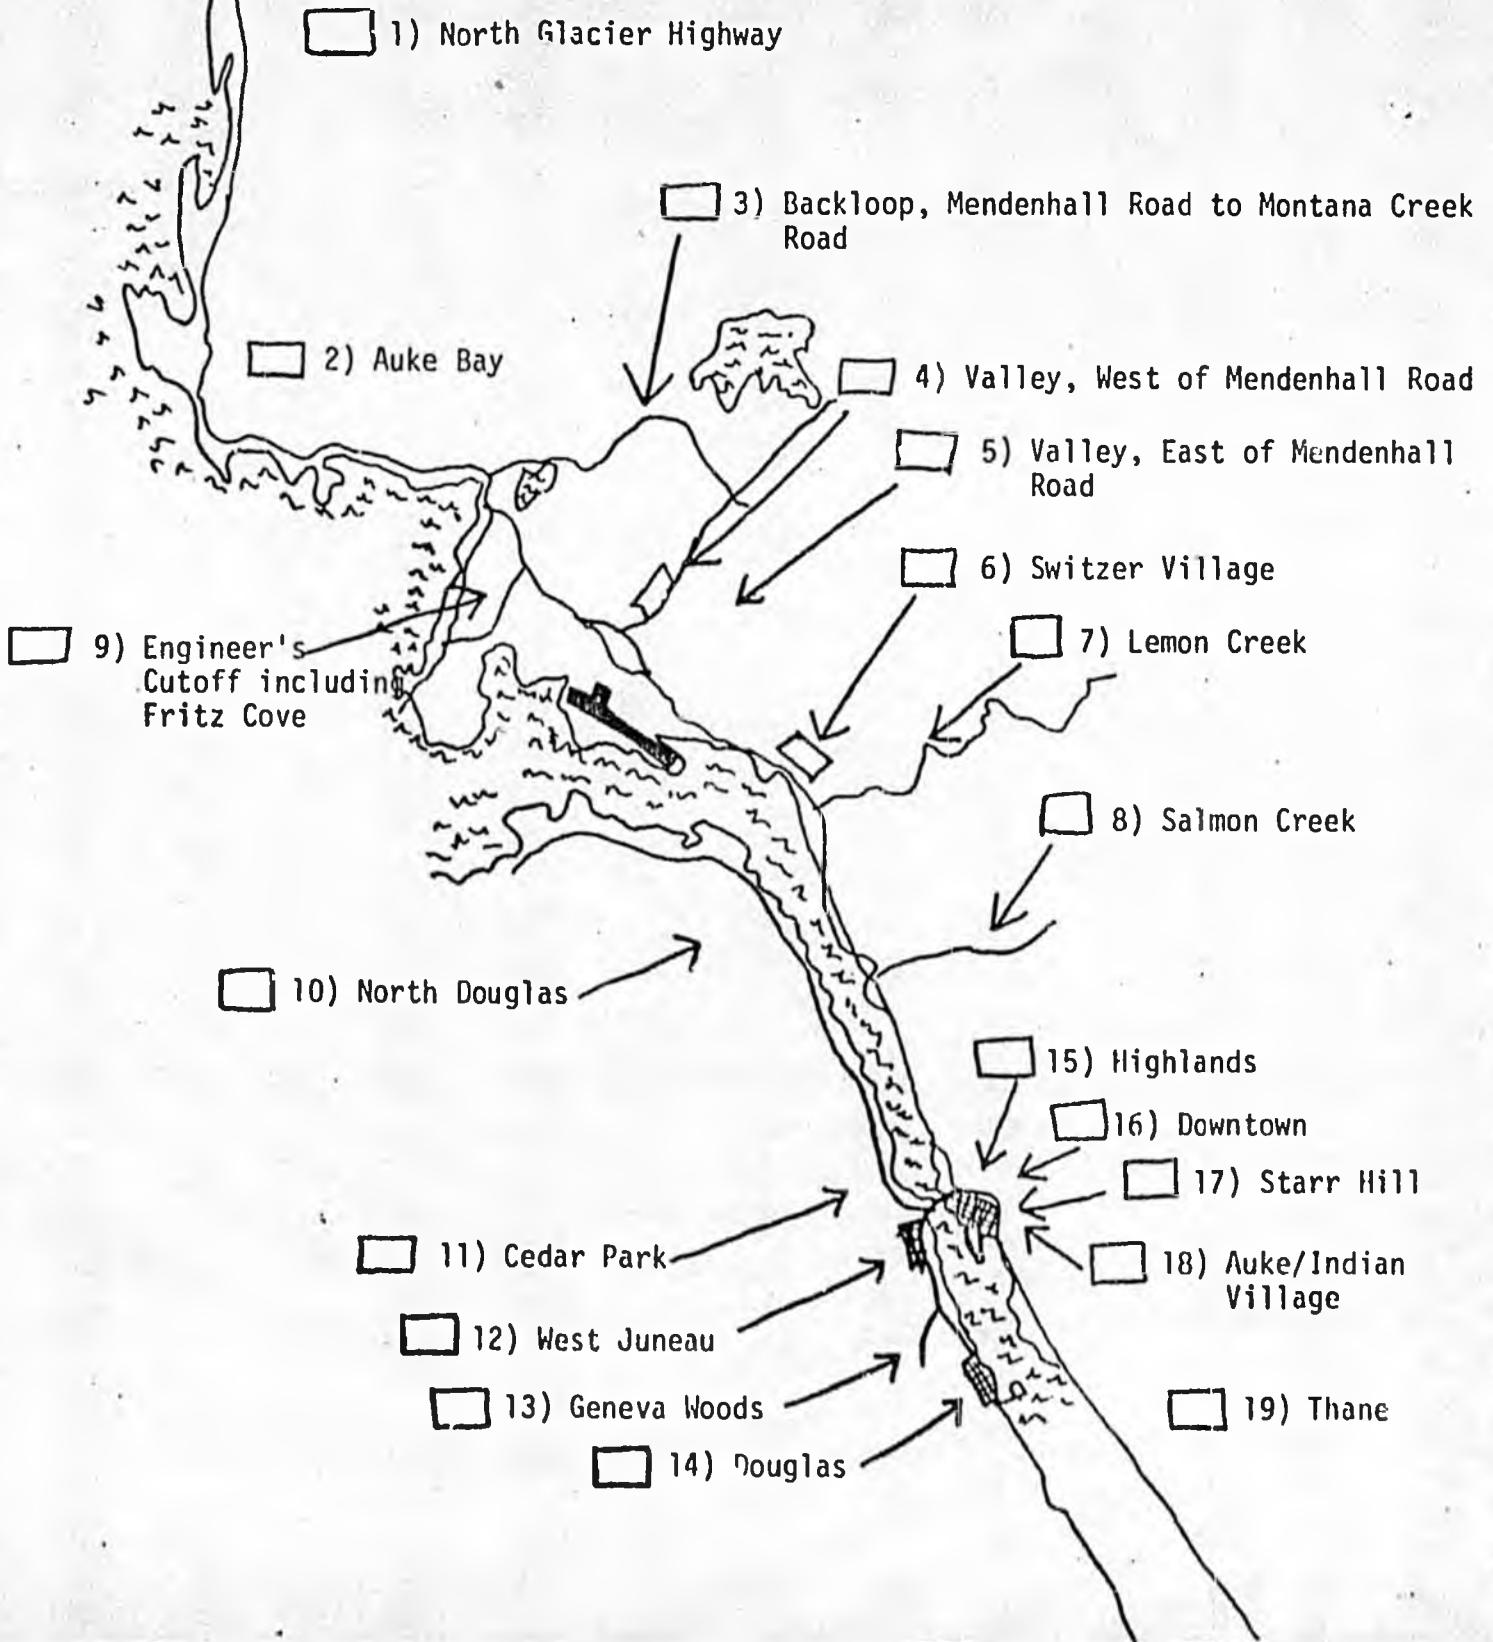 1) North Glacier Highway
2) Auke Bay
3) Backloop, Mendenhall Road to Montana Creek
Road
4) Valley, West of Mendenhall Road
5) Valley, East of Mendenhall
Road
6) Switzer Village
7) Lemon Creek
8) Salmon Creek
9) Engineer's
Cutoff including
Fritz Cove
10) North Douglas
11) Cedar Park
12) West Juneau
13) Geneva Woods
14) Douglas
15) Highlands
16) Downtown
17) Starr Hill
18) Auke/Indian
Village
19) Thane